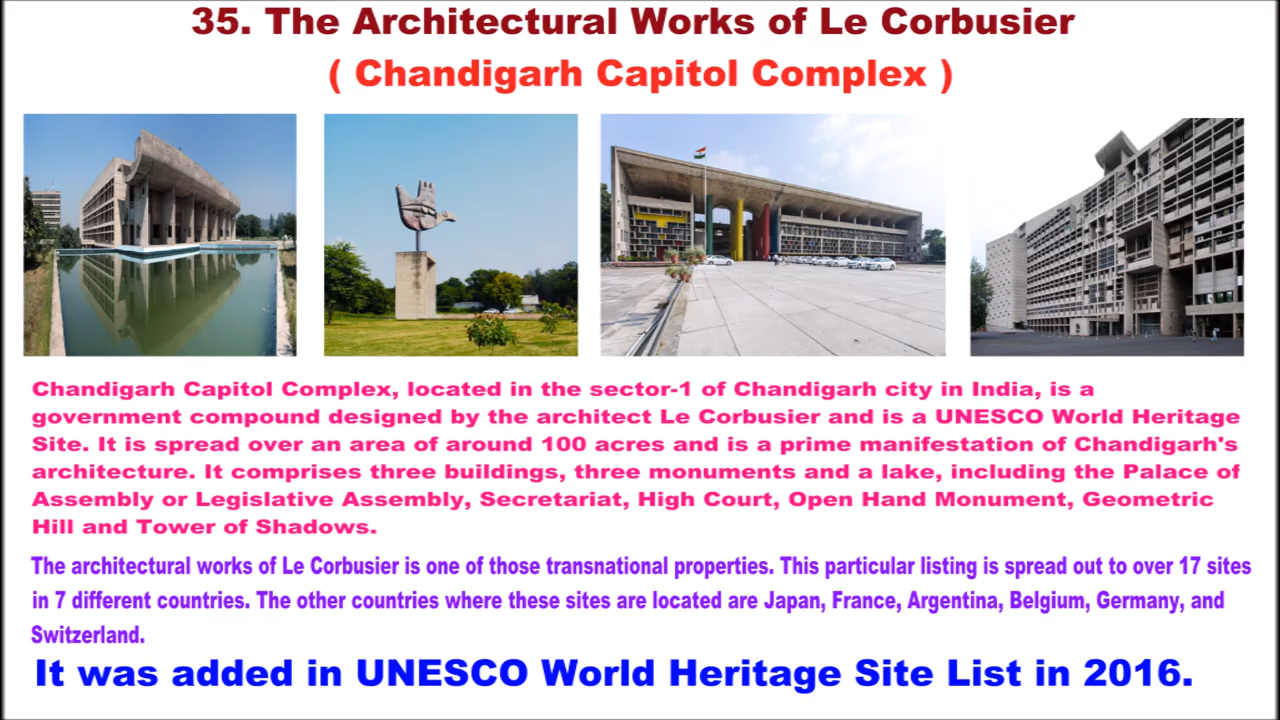 35. The Architectural Works of Le Corbusier
( Chandigarh Capitol Complex )
Chandigarh Capitol Complex, located in the sector-1 of Chandigarh city in India, is a
government compound designed by the architect Le Corbusier and is a UNESCO World Heritage
Site. It is spread over an area of around 100 acres and is a prime manifestation of Chandigarh's
architecture. It comprises three buildings, three monuments and a lake, including the Palace of
Assembly or Legislative Assembly, Secretariat, High Court, Open Hand Monument, Geometric
Hill and Tower of Shadows.
The architectural works of Le Corbusier is one of those transnational properties. This particular listing is spread out to over 17 sites
in 7 different countries. The other countries where these sites are located are Japan, France, Argentina, Belgium, Germany, and
Switzerland.
It was added in UNESCO World Heritage Site List in 2016.